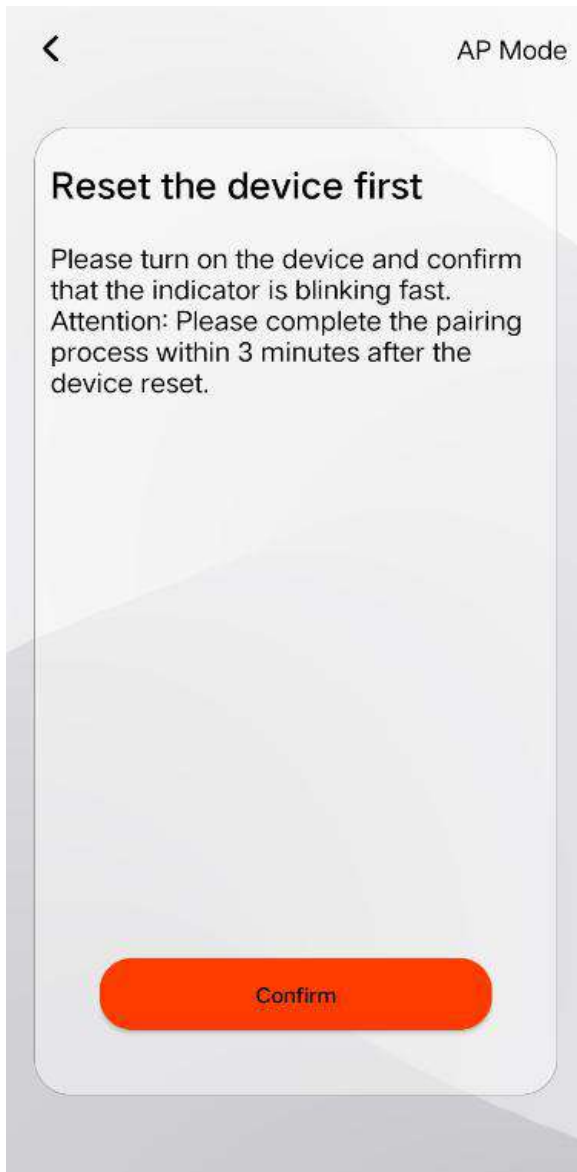 AP Mode
Reset the device first
Please turn on the device and confirm
that the indicator is blinking fast.
Attention: Please complete the pairing
process within 3 minutes after the
device reset.
Confirm